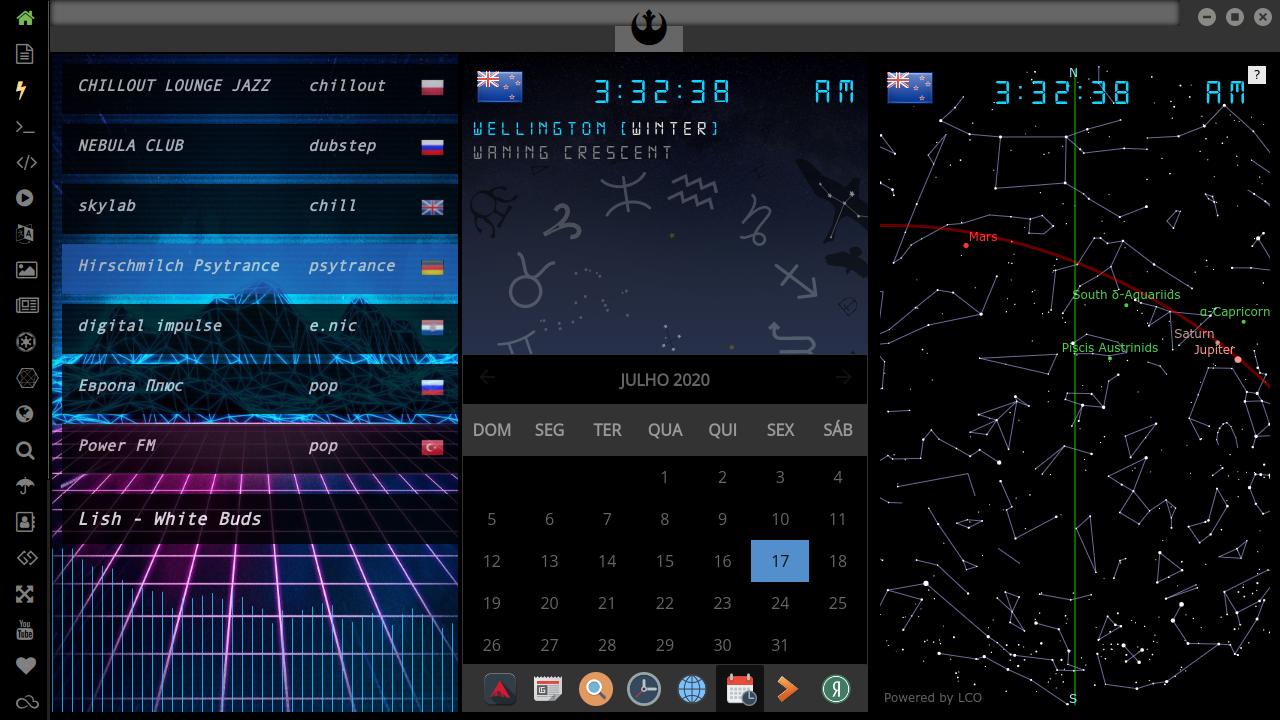 CHILLOUT LOUNGE JAZZ chillout
NEBULA CLUB dubstep
skylab chill
Hirschmilch Psytrance psytrance
digital impulse e.nic
Европа Плюс pop
Power FM pop
Lish - White Buds
You
Tube
3:32:38 AM
WELLINGTON [WINTER]
WANING CRESCENT
JULHO 2020
DOM SEG TER QUA QUI SEX SÁB
1 2 3 4
5 6 7 8 9 10 11
12 13 14 15 16 17 18
19 20 21 22 23 24 25
26 27 28 29 30 31
Я
N
?
3:32:38 AM
Mars
South δ-Aquariids
α-Capricorn
Saturn
Piscis Austrinids
Jupiter
Powered by LCO
S